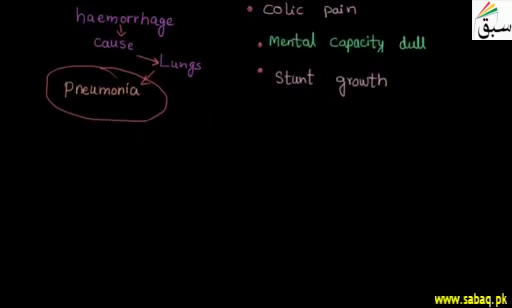 haemorrhage
cause
Lungs
Pneumonia
• Colic pain
• Mental capacity dull
• Stunt growth
سبق
www.sabaq.pk